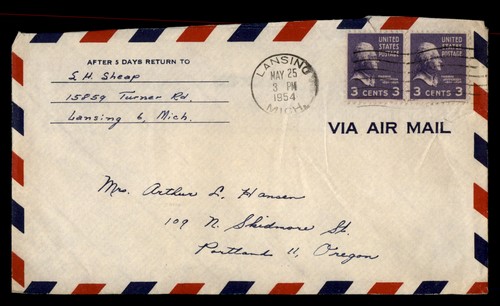 AFTER 5 DAYS RETURN TO
S. H. Sheap
15859 Turner Rd.
Lansing 6, Mich.
LANSING
MAY 25
3 PM
1954
MICH.
UNITED STATES POSTAGE
3 CENTS 3
UNITED STATES POSTAGE
3 CENTS 3
VIA AIR MAIL
Mrs. Arthur L. Hansen
109 N. Skidmore St.
Portland 11, Oregon